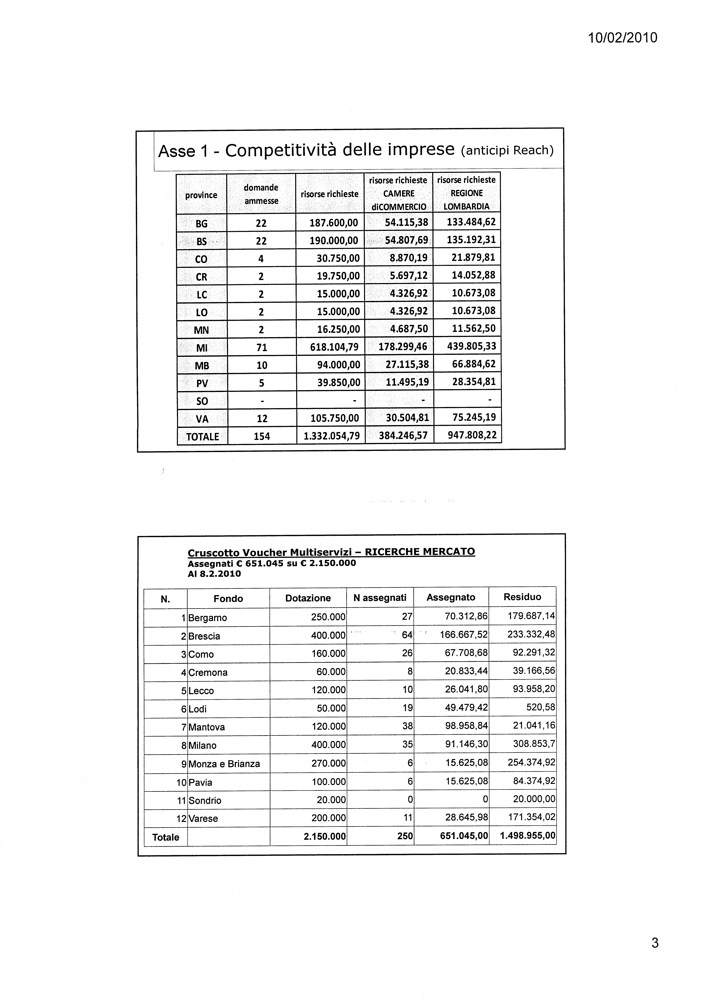 10/02/2010
Asse 1 - Competitività delle imprese (anticipi Reach)
province domande ammesse risorse richieste risorse richieste CAMERE diCOMMERCIO risorse richieste REGIONE LOMBARDIA
BG 22 187.600,00 54.115,38 133.484,62
BS 22 190.000,00 54.807,69 135.192,31
CO 4 30.750,00 8.870,19 21.879,81
CR 2 19.750,00 5.697,12 14.052,88
LC 2 15.000,00 4.326,92 10.673,08
LO 2 15.000,00 4.326,92 10.673,08
MN 2 16.250,00 4.687,50 11.562,50
MI 71 618.104,79 178.299,46 439.805,33
MB 10 94.000,00 27.115,38 66.884,62
PV 5 39.850,00 11.495,19 28.354,81
SO - - - -
VA 12 105.750,00 30.504,81 75.245,19
TOTALE 154 1.332.054,79 384.246,57 947.808,22
Cruscotto Voucher Multiservizi – RICERCHE MERCATO
Assegnati € 651.045 su € 2.150.000
Al 8.2.2010
N. Fondo Dotazione N assegnati Assegnato Residuo
1 Bergamo 250.000 27 70.312,86 179.687,14
2 Brescia 400.000 64 166.667,52 233.332,48
3 Como 160.000 26 67.708,68 92.291,32
4 Cremona 60.000 8 20.833,44 39.166,56
5 Lecco 120.000 10 26.041,80 93.958,20
6 Lodi 50.000 19 49.479,42 520,58
7 Mantova 120.000 38 98.958,84 21.041,16
8 Milano 400.000 35 91.146,30 308.853,7
9 Monza e Brianza 270.000 6 15.625,08 254.374,92
10 Pavia 100.000 6 15.625,08 84.374,92
11 Sondrio 20.000 0 0 20.000,00
12 Varese 200.000 11 28.645,98 171.354,02
Totale 2.150.000 250 651.045,00 1.498.955,00
3